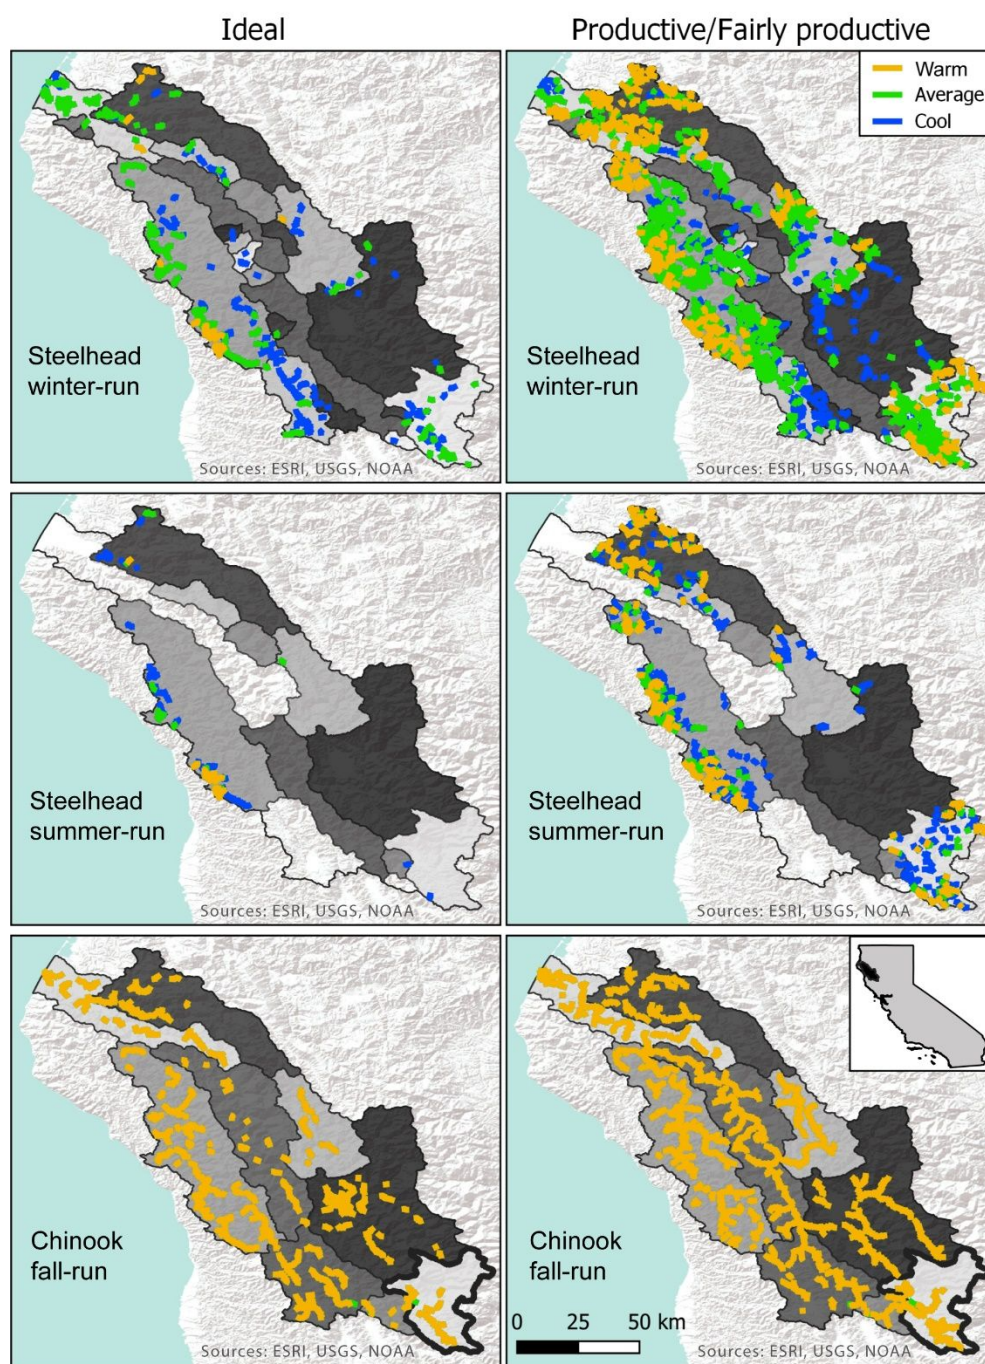 Ideal
Productive/Fairly productive
Warm
Average
Cool
Steelhead
winter-run
Sources: ESRI, USGS, NOAA
Steelhead
winter-run
Sources: ESRI, USGS, NOAA
Steelhead
summer-run
Sources: ESRI, USGS, NOAA
Steelhead
summer-run
Sources: ESRI, USGS, NOAA
Chinook
fall-run
Sources: ESRI, USGS, NOAA
Chinook
fall-run
0 25 50 km
Sources: ESRI, USGS, NOAA